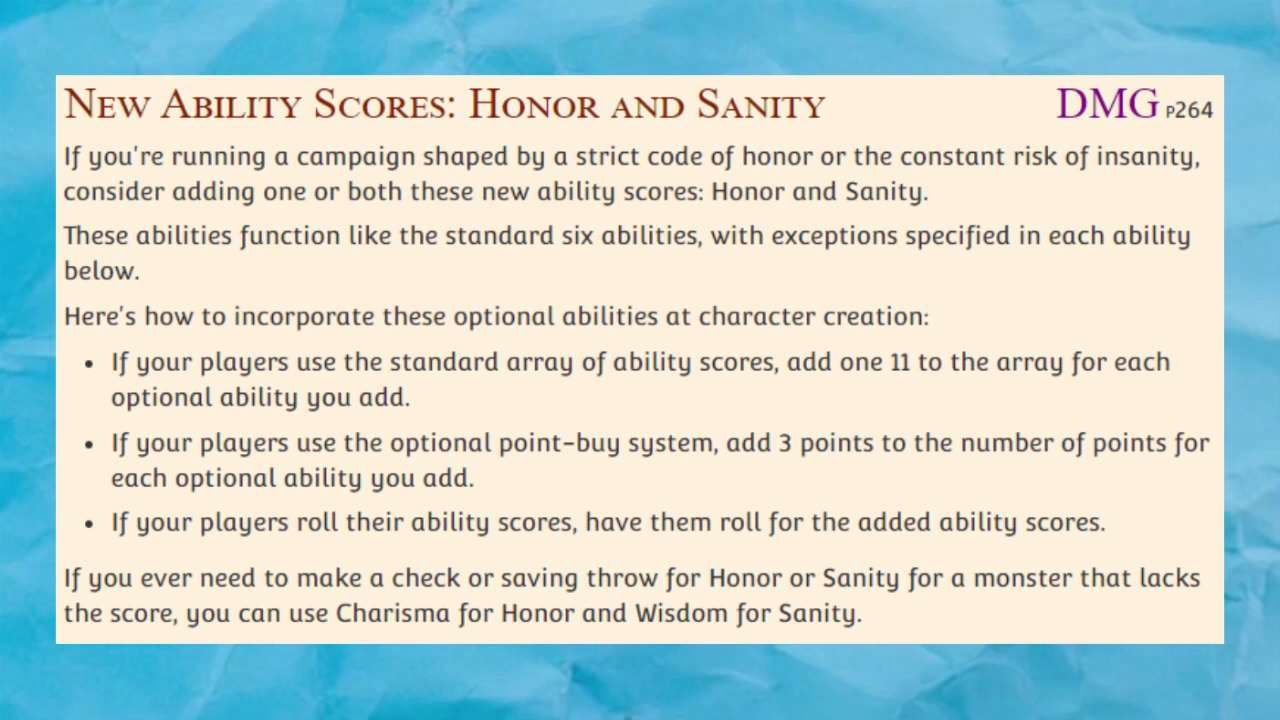 New Ability Scores: Honor and Sanity DMG p264
If you're running a campaign shaped by a strict code of honor or the constant risk of insanity,
consider adding one or both these new ability scores: Honor and Sanity.
These abilities function like the standard six abilities, with exceptions specified in each ability
below.
Here's how to incorporate these optional abilities at character creation:
• If your players use the standard array of ability scores, add one 11 to the array for each
optional ability you add.
• If your players use the optional point-buy system, add 3 points to the number of points for
each optional ability you add.
• If your players roll their ability scores, have them roll for the added ability scores.
If you ever need to make a check or saving throw for Honor or Sanity for a monster that lacks
the score, you can use Charisma for Honor and Wisdom for Sanity.